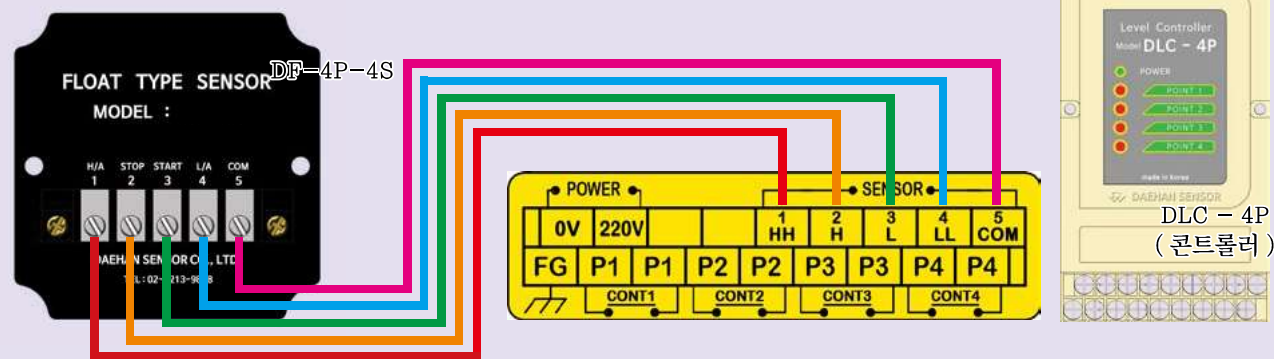 FLOAT TYPE SENSOR
DF-4P-4S
MODEL :
H/A STOP START L/A COM
1 2 3 4 5
DAEHAN SENSOR CO., LTD
POWER
SENSOR
0V 220V 1 HH 2 H 3 L 4 LL 5 COM
FG P1 P1 P2 P2 P3 P3 P4 P4
CONT1 CONT2 CONT3 CONT4
Level Controller
Model DLC - 4P
POWER
POINT 1
POINT 2
POINT 3
POINT 4
made in korea
DAEHAN SENSOR
DLC - 4P
(콘트롤러)